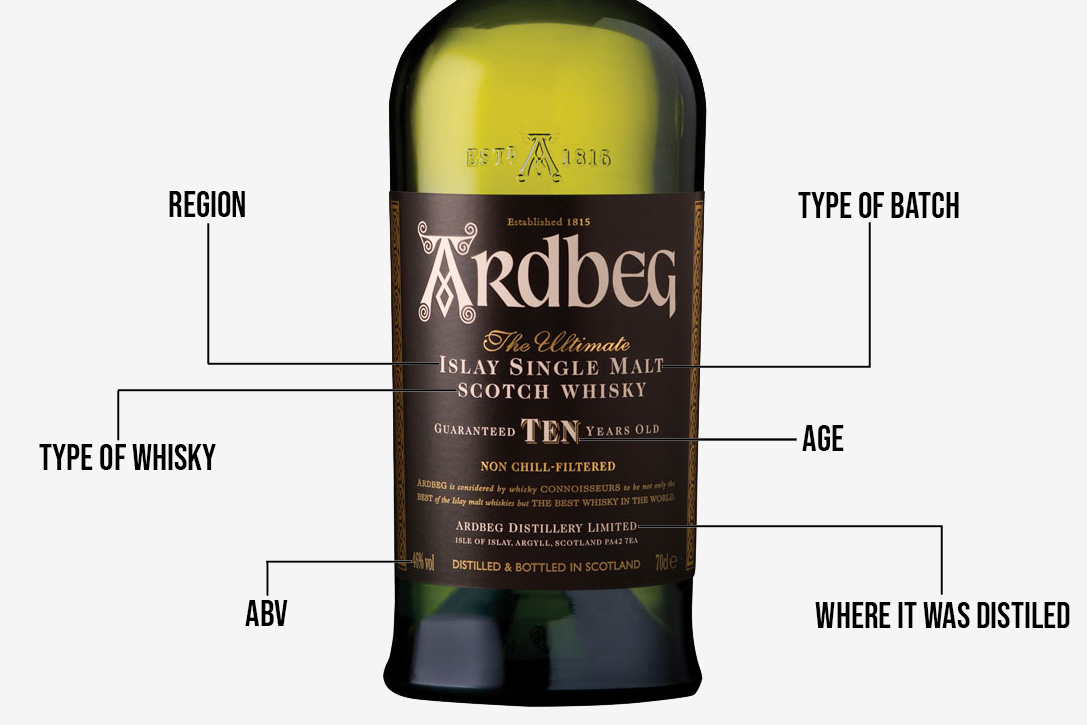 ESTD A 1815
REGION
TYPE OF BATCH
Established 1815
ARdbEG
The Ultimate
ISLAY SINGLE MALT
SCOTCH WHISKY
TYPE OF WHISKY
GUARANTEED TEN YEARS OLD
AGE
NON CHILL-FILTERED
ARDBEG is considered by whisky CONNOISSEURS to be not only the
BEST of the Islay malt whiskies but THE BEST WHISKY IN THE WORLD.
ARDBEG DISTILLERY LIMITED
ISLE OF ISLAY, ARGYLL, SCOTLAND PA42 7EA
46% vol DISTILLED & BOTTLED IN SCOTLAND 70cl e
ABV
WHERE IT WAS DISTILED